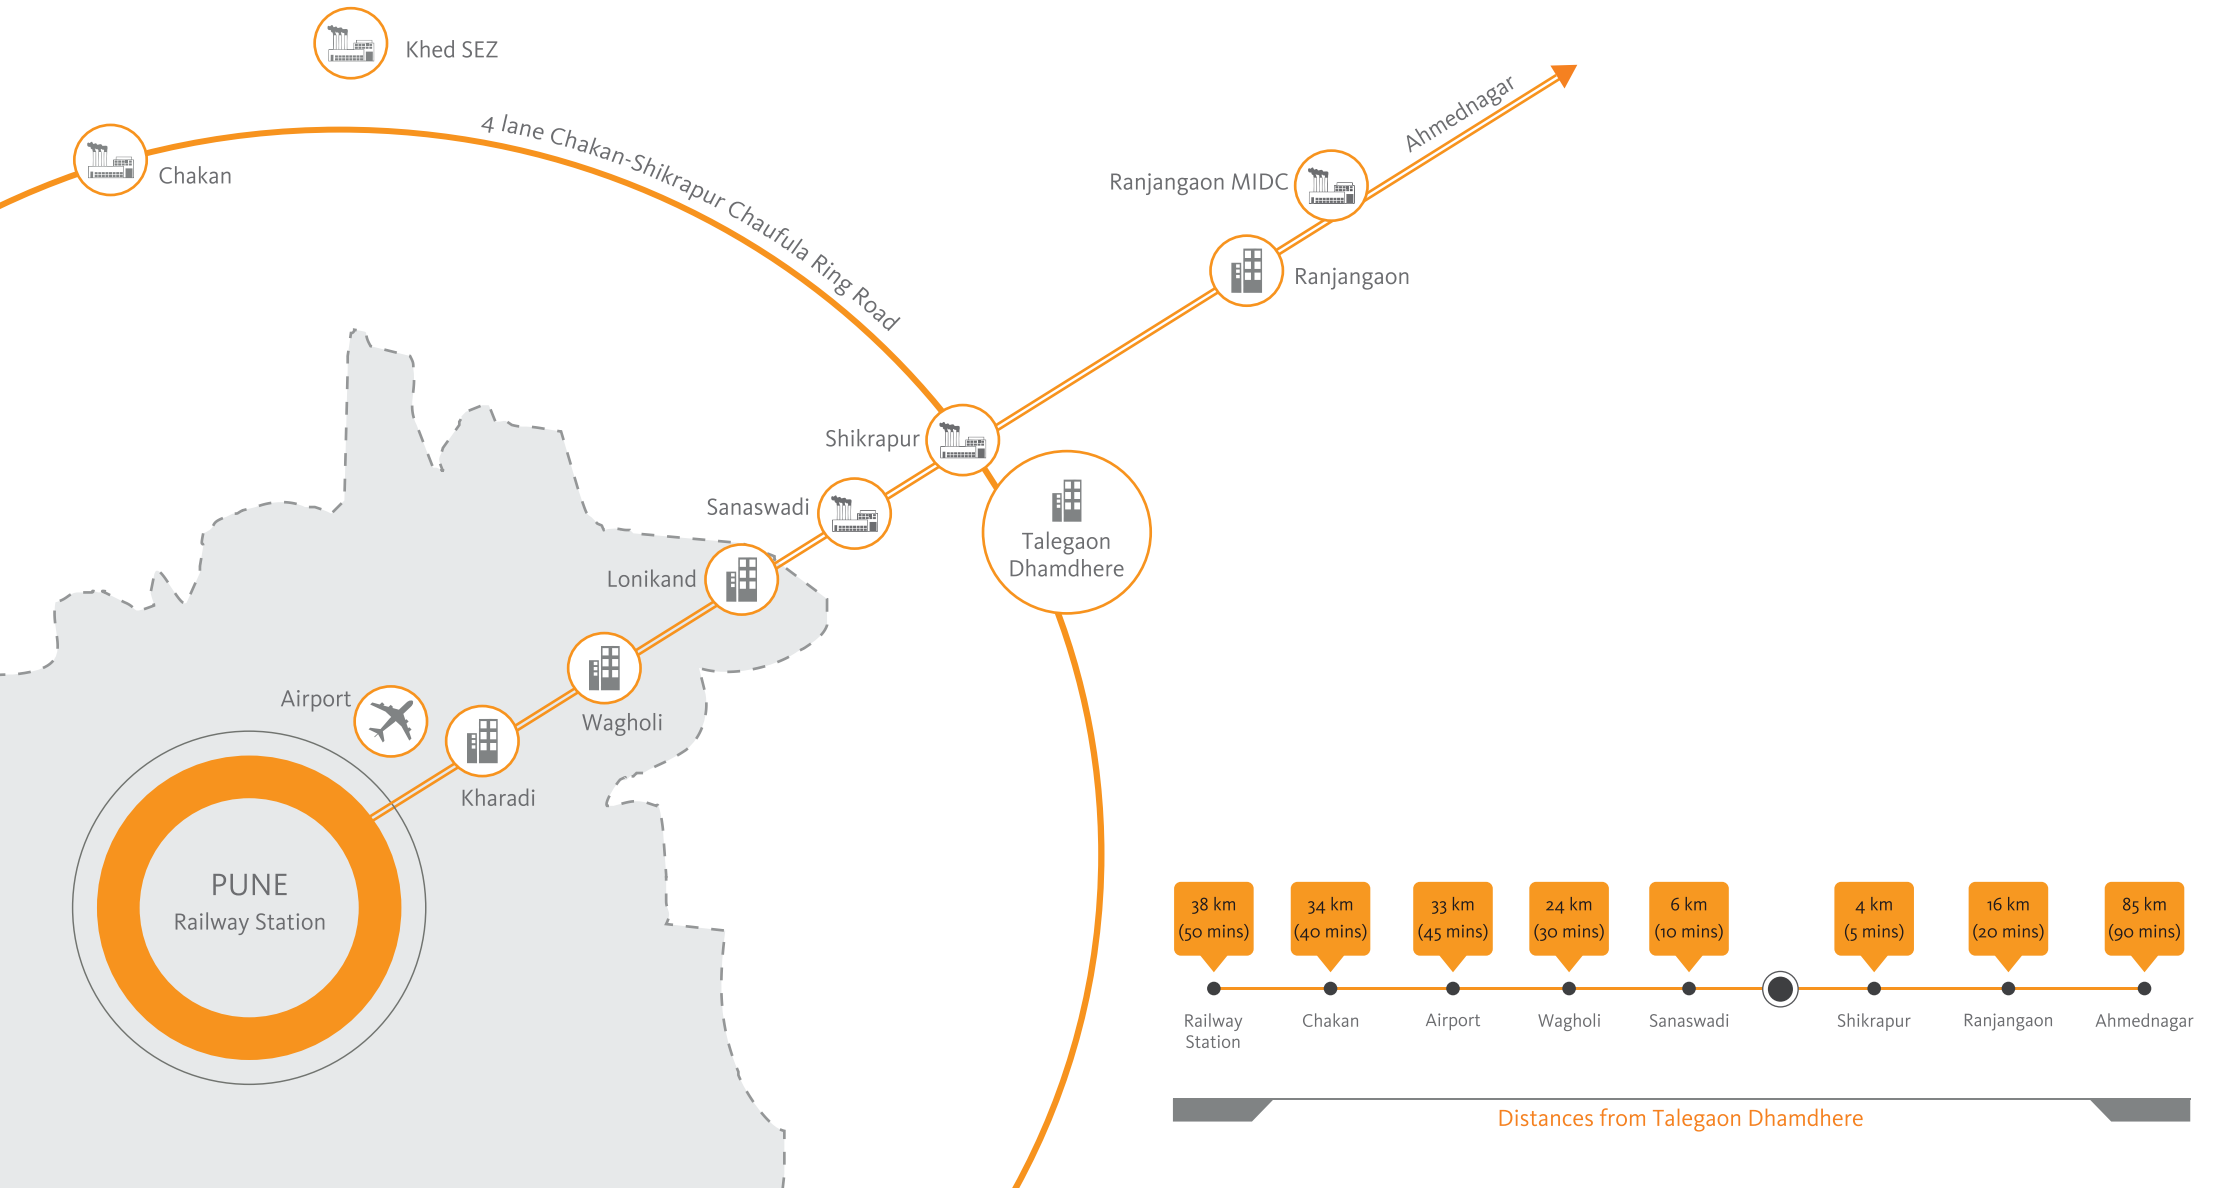 Khed SEZ
Chakan
4 lane Chakan-Shikrapur Chaufula Ring Road
Ahmednagar
Ranjangaon MIDC
Ranjangaon
Shikrapur
Sanaswadi
Talegaon
Dhamdhere
Lonikand
Wagholi
Airport
Kharadi
PUNE
Railway Station
38 km
(50 mins)
34 km
(40 mins)
33 km
(45 mins)
24 km
(30 mins)
6 km
(10 mins)
4 km
(5 mins)
16 km
(20 mins)
85 km
(90 mins)
Railway
Station
Chakan
Airport
Wagholi
Sanaswadi
Shikrapur
Ranjangaon
Ahmednagar
Distances from Talegaon Dhamdhere